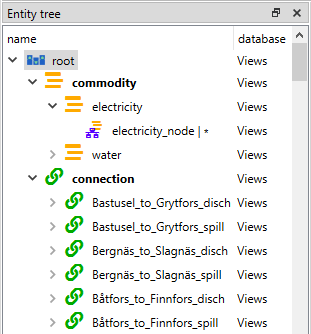 Entity tree
name database
root Views
commodity Views
electricity Views
electricity_node | * Views
water Views
connection Views
Bastusel_to_Grytfors_disch Views
Bastusel_to_Grytfors_spill Views
Bergnäs_to_Slagnäs_disch Views
Bergnäs_to_Slagnäs_spill Views
Båtfors_to_Finnfors_disch Views
Båtfors_to_Finnfors_spill Views